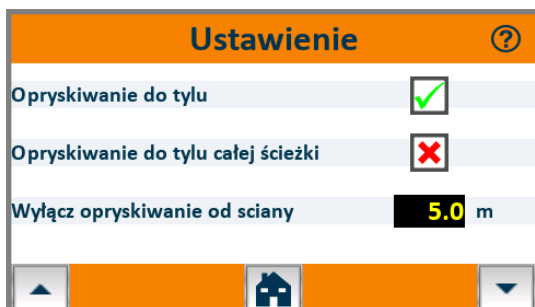 Ustawienie ?
Opryskiwanie do tylu
Opryskiwanie do tylu całej ścieżki
Wyłącz opryskiwanie od sciany 5.0 m